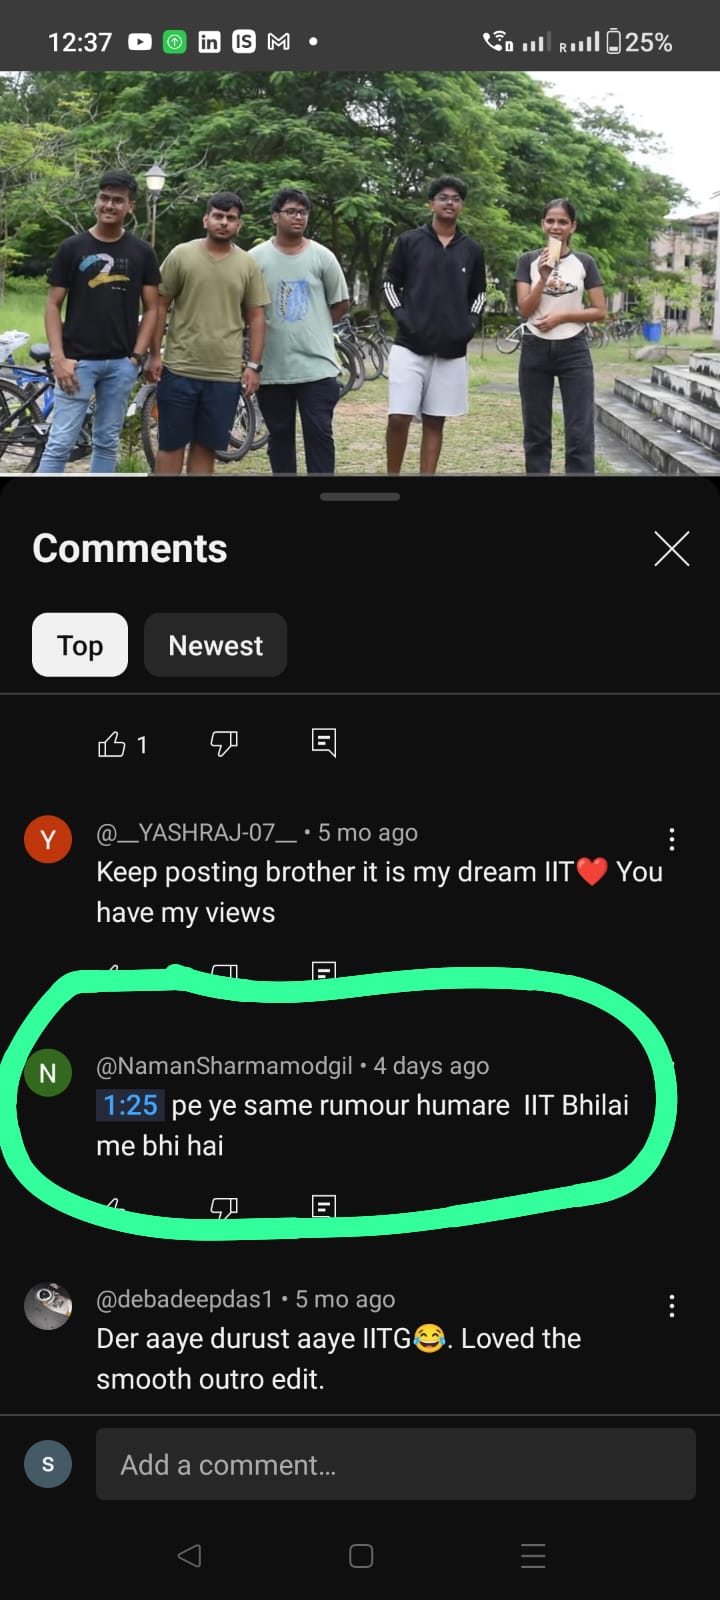 12:37
in
IS
R
25%
Comments
Top
Newest
1
Y
@__YASHRAJ-07__ • 5 mo ago
Keep posting brother it is my dream IIT❤️ You
have my views
N
@NamanSharmamodgil • 4 days ago
1:25 pe ye same rumour humare IIT Bhilai
me bhi hai
@debadeepdas1 • 5 mo ago
Der aaye durust aaye IITG😂. Loved the
smooth outro edit.
S
Add a comment...